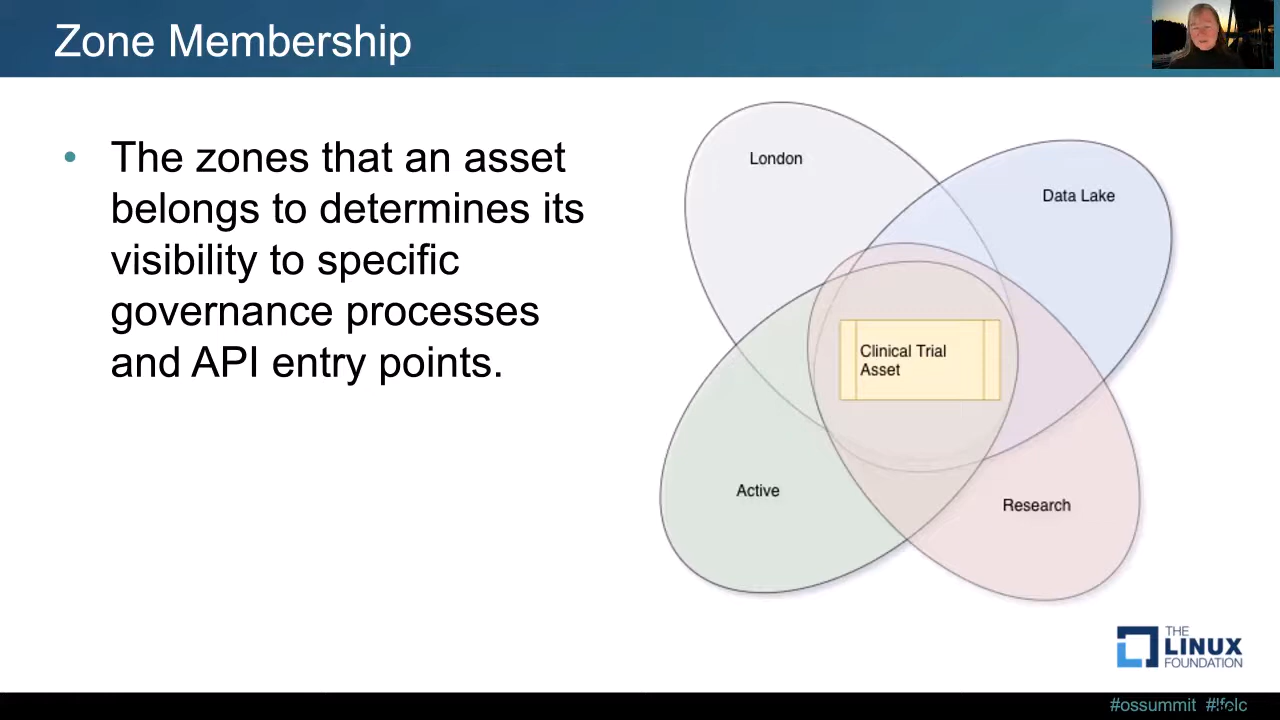 Zone Membership
• The zones that an asset
belongs to determines its
visibility to specific
governance processes
and API entry points.
London
Data Lake
Clinical Trial
Asset
Active
Research
THE
LINUX
FOUNDATION
#ossummit #lfelc